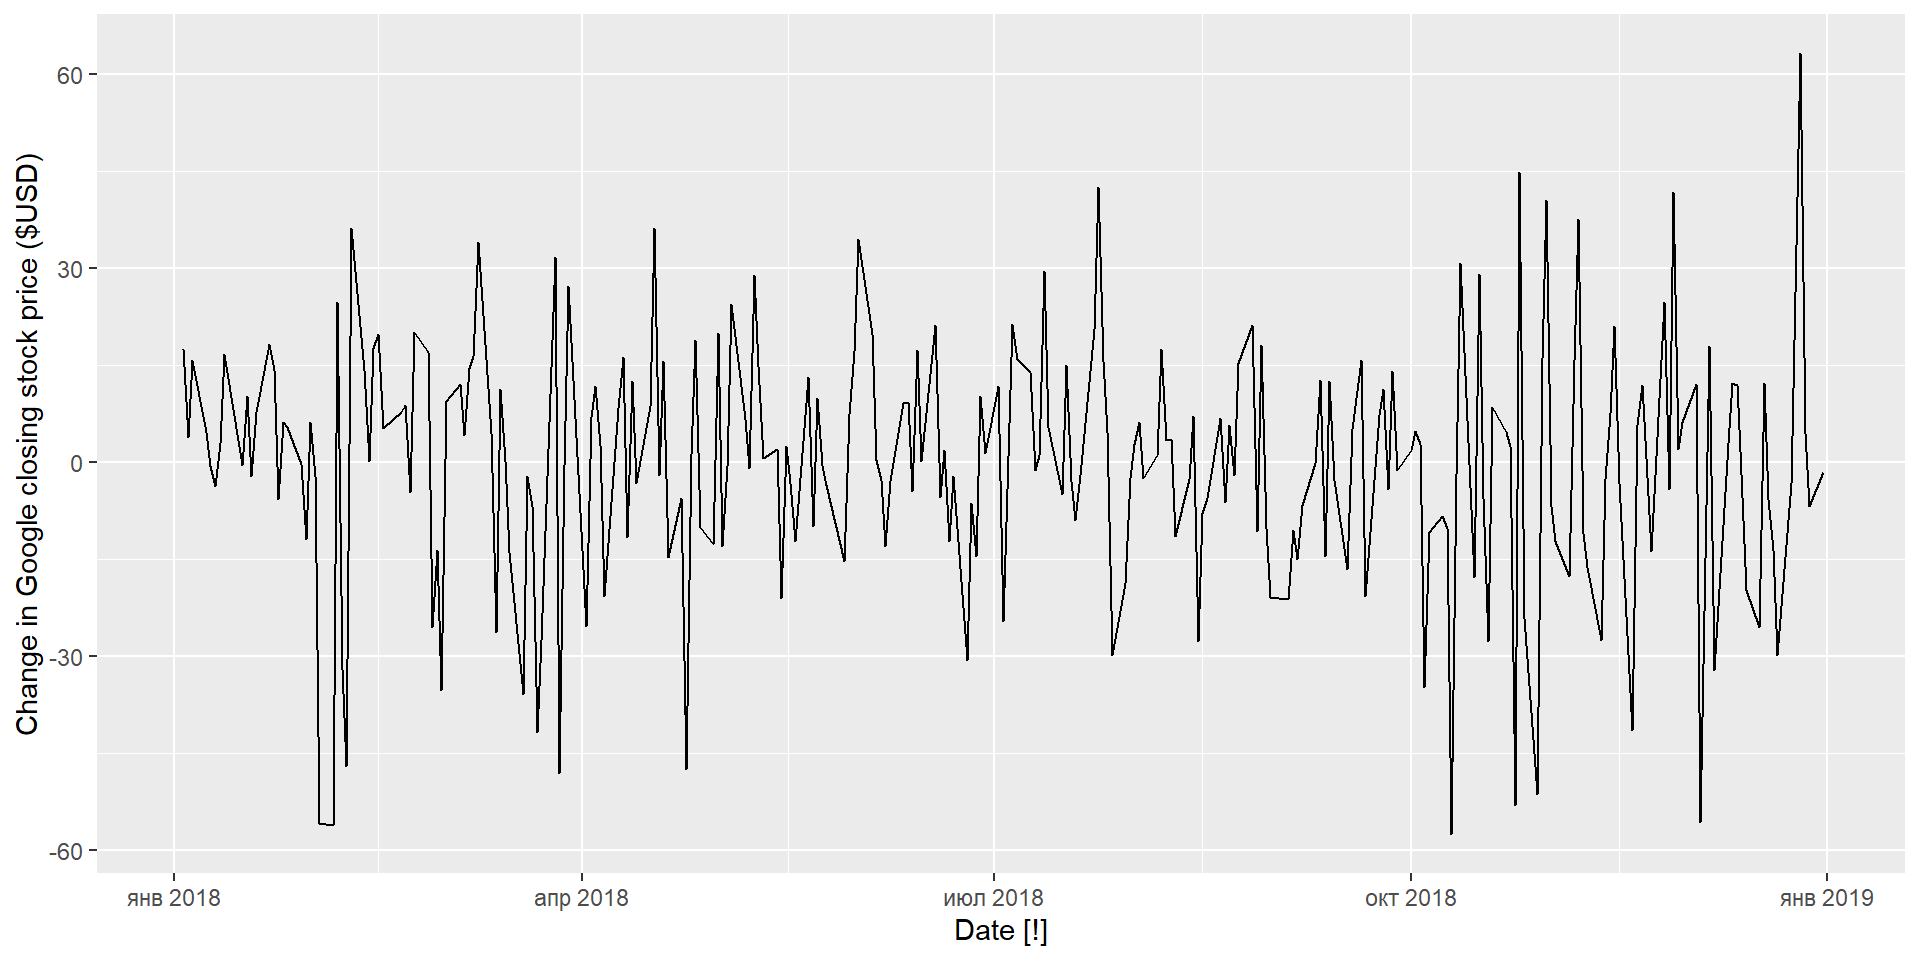 Change in Google closing stock price ($USD)
60
30
0
-30
-60
янв 2018
апр 2018
июл 2018
окт 2018
янв 2019
Date [!]